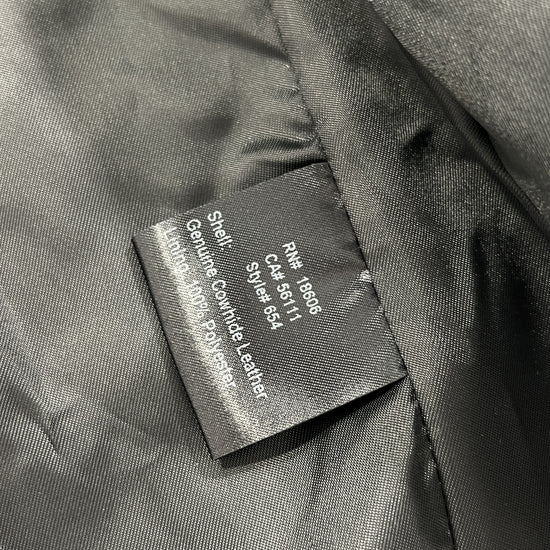 RN# 18606
CA# 56111
Style# 654
Shell:
Genuine Cowhide Leather
Lining: 100% Polyester